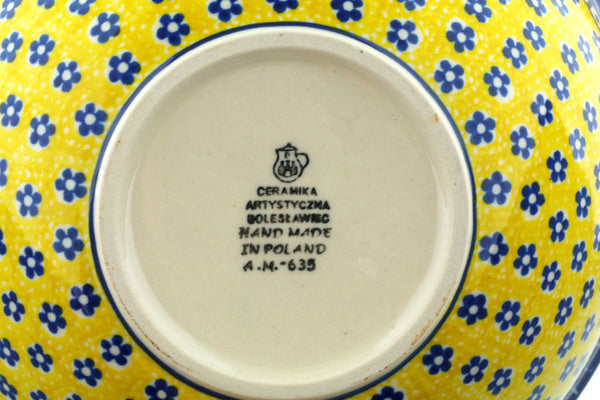 CERAMIKA
ARTYSTYCZNA
BOLESŁAWIEC
HAND MADE
IN POLAND
A.M.-635